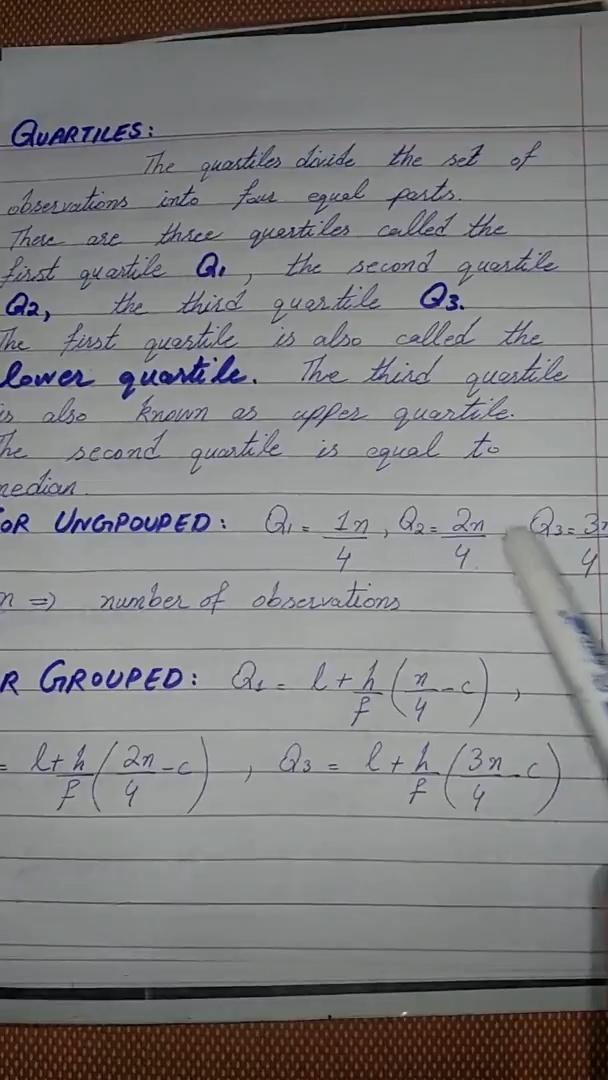 QUARTILES:
The quartiles divide the set of
observations into four equal parts.
There are three quartiles called the
first quartile Q1, the second quartile
Q2, the third quartile Q3.
The first quartile is also called the
lower quartile. The third quartile
is also known as upper quartile.
The second quartile is equal to
median.
OR UNGPOUPED: Q1 = 1n/4, Q2 = 2n/4 Q3 = 3n/4
n => number of observations
R GROUPED: Q1 = l + h/f (n/4 - c),
= l + h/f (2n/4 - c), Q3 = l + h/f (3n/4 - c)